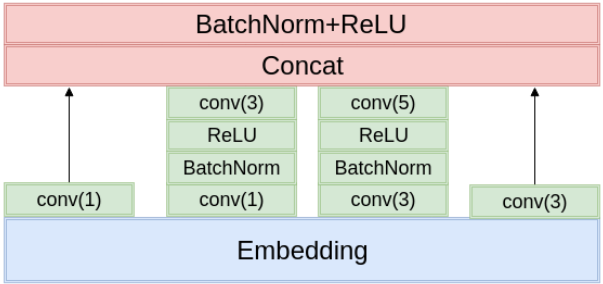 BatchNorm+ReLU
Concat
conv(3)
conv(5)
ReLU
ReLU
BatchNorm
BatchNorm
conv(1)
conv(1)
conv(3)
conv(3)
Embedding